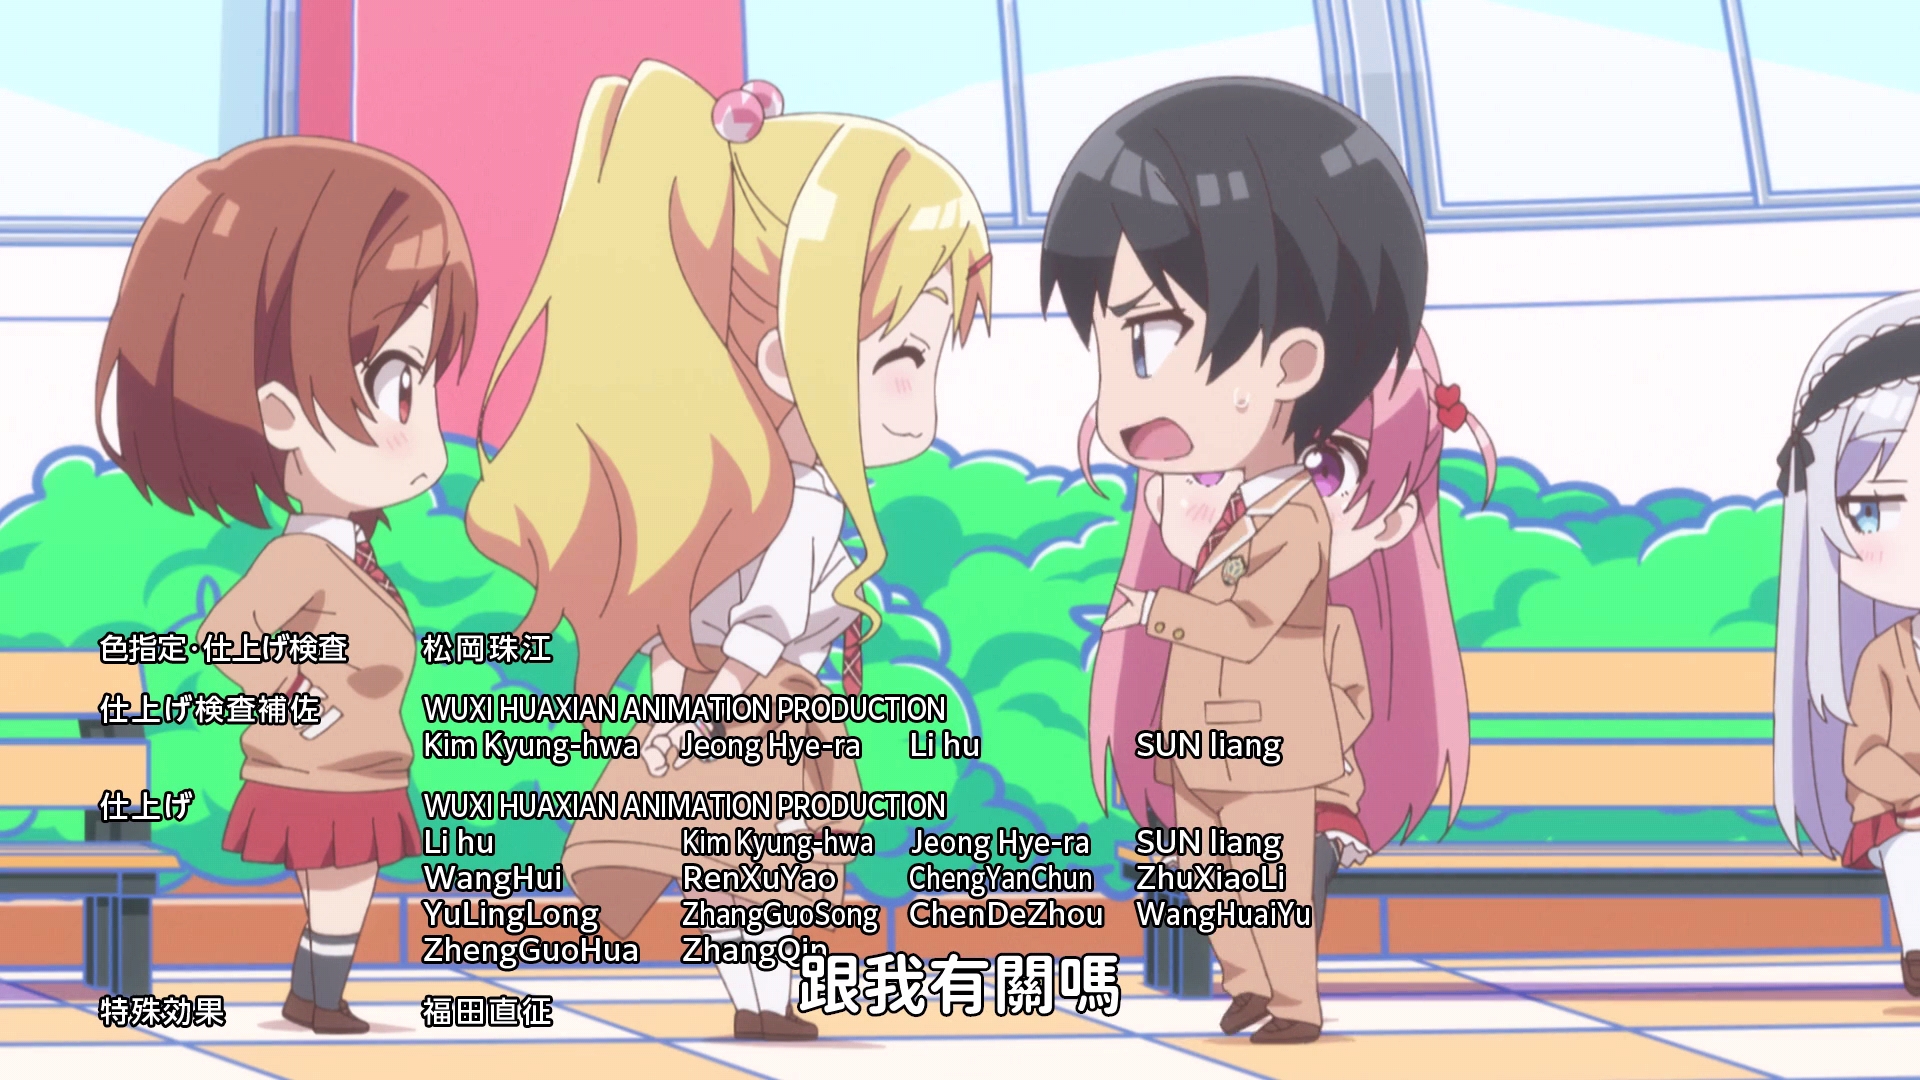 色指定・仕上げ検査 松岡珠江
仕上げ検査補佐 WUXI HUAXIAN ANIMATION PRODUCTION
Kim Kyung-hwa Jeong Hye-ra Li hu SUN liang
仕上げ WUXI HUAXIAN ANIMATION PRODUCTION
Li hu Kim Kyung-hwa Jeong Hye-ra SUN liang
WangHui RenXuYao ChengYanChun ZhuXiaoLi
YuLingLong ZhangGuoSong ChenDeZhou WangHuaiYu
ZhengGuoHua ZhangQin
跟我有關嗎
特殊効果 福田直征